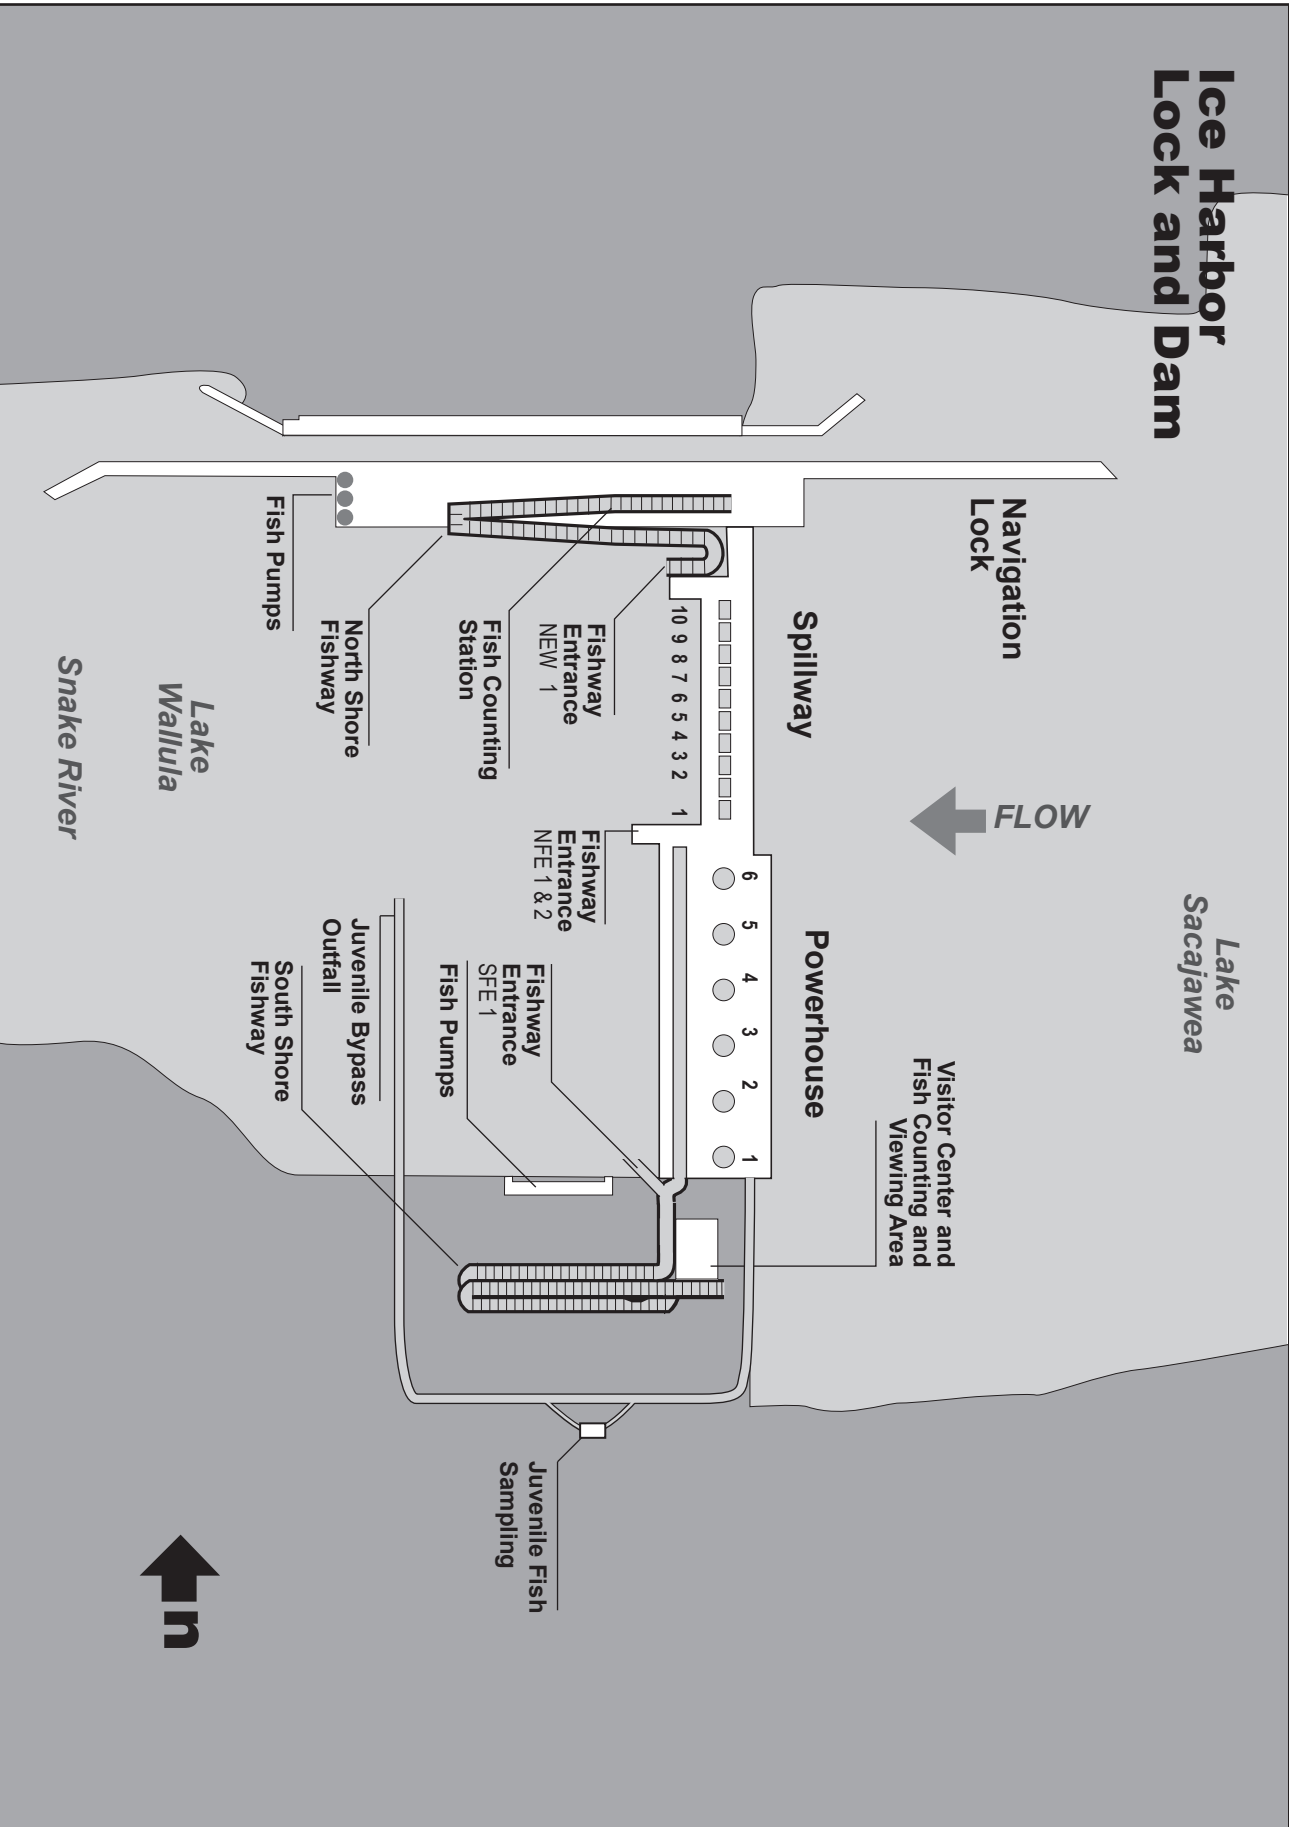 Ice Harbor
Lock and Dam
Lake
Sacajawea
Navigation
Lock
FLOW
Visitor Center and
Fish Counting and
Viewing Area
Spillway
Powerhouse
6 5 4 3 2 1
10 9 8 7 6 5 4 3 2 1
Fishway
Entrance
NEW 1
Fishway
Entrance
NFE 1 & 2
Fishway
Entrance
SFE 1
Fish Counting
Station
Fish Pumps
Juvenile Fish
Sampling
North Shore
Fishway
Juvenile Bypass
Outfall
Fish Pumps
South Shore
Fishway
Lake
Wallula
Snake River
n